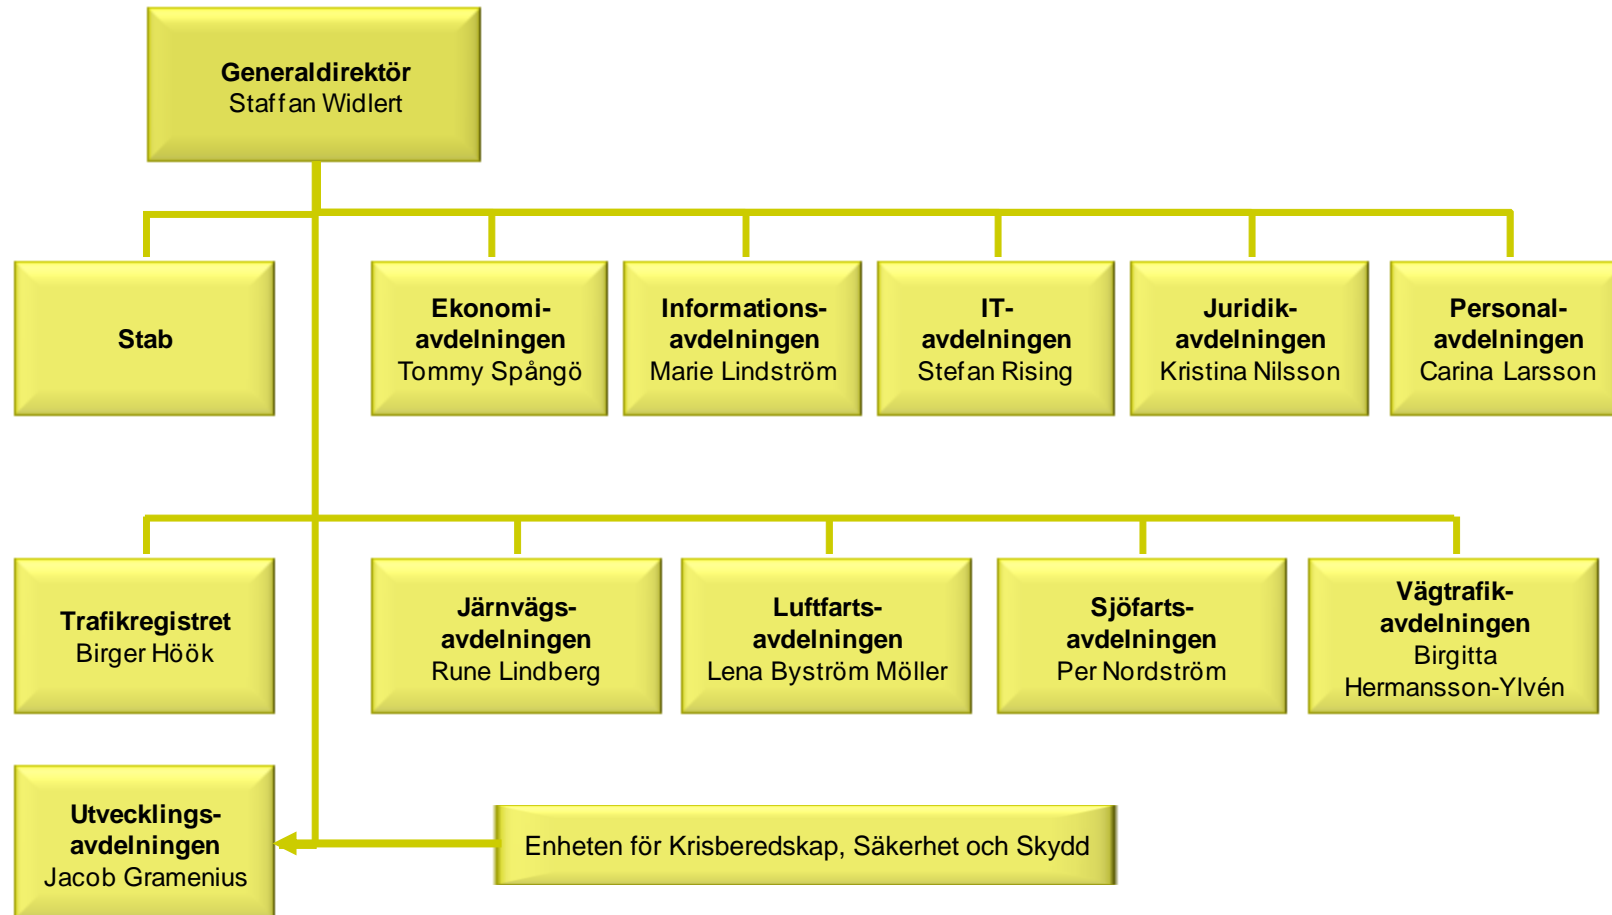 Generaldirektör
Staffan Widlert
Stab
Ekonomi-
avdelningen
Tommy Spångö
Informations-
avdelningen
Marie Lindström
IT-
avdelningen
Stefan Rising
Juridik-
avdelningen
Kristina Nilsson
Personal-
avdelningen
Carina Larsson
Trafikregistret
Birger Höök
Järnvägs-
avdelningen
Rune Lindberg
Luftfarts-
avdelningen
Lena Byström Möller
Sjöfarts-
avdelningen
Per Nordström
Vägtrafik-
avdelningen
Birgitta
Hermansson-Ylvén
Utvecklings-
avdelningen
Jacob Gramenius
Enheten för Krisberedskap, Säkerhet och Skydd